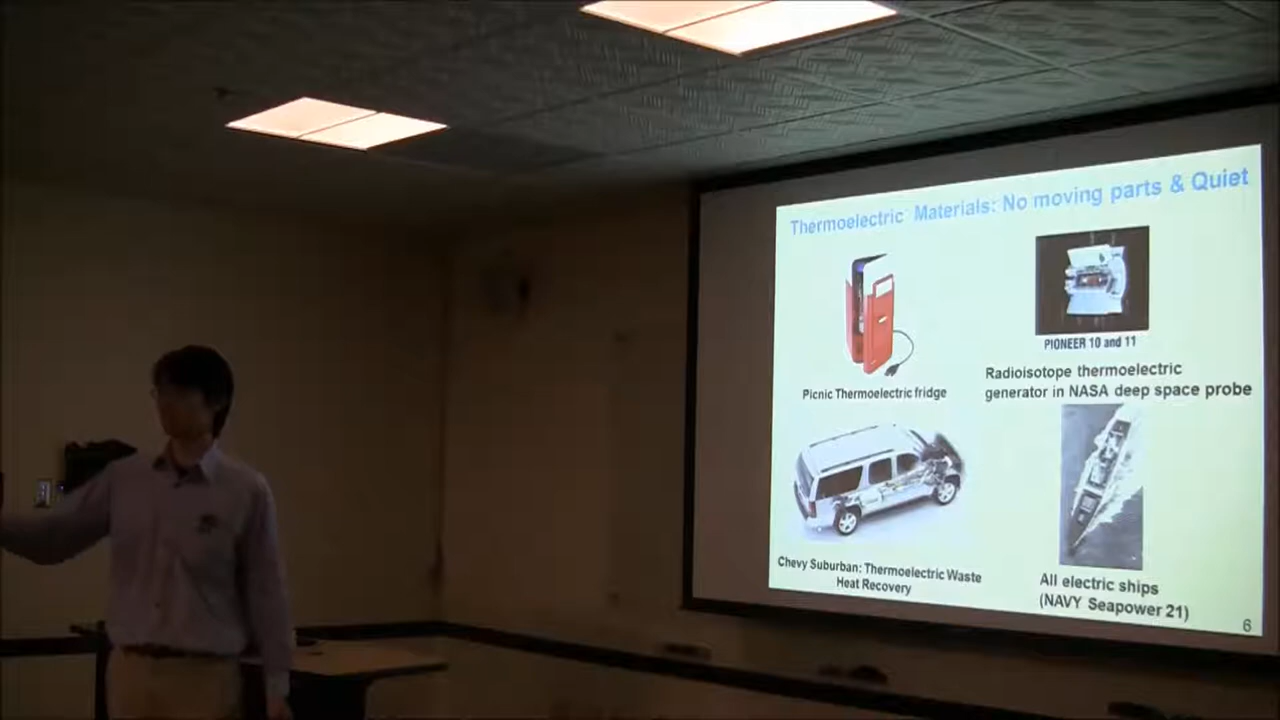 Thermoelectric Materials: No moving parts & Quiet
PIONEER 10 and 11
Picnic Thermoelectric fridge
Radioisotope thermoelectric
generator in NASA deep space probe
Chevy Suburban: Thermoelectric Waste
Heat Recovery
All electric ships
(NAVY Seapower 21)
6